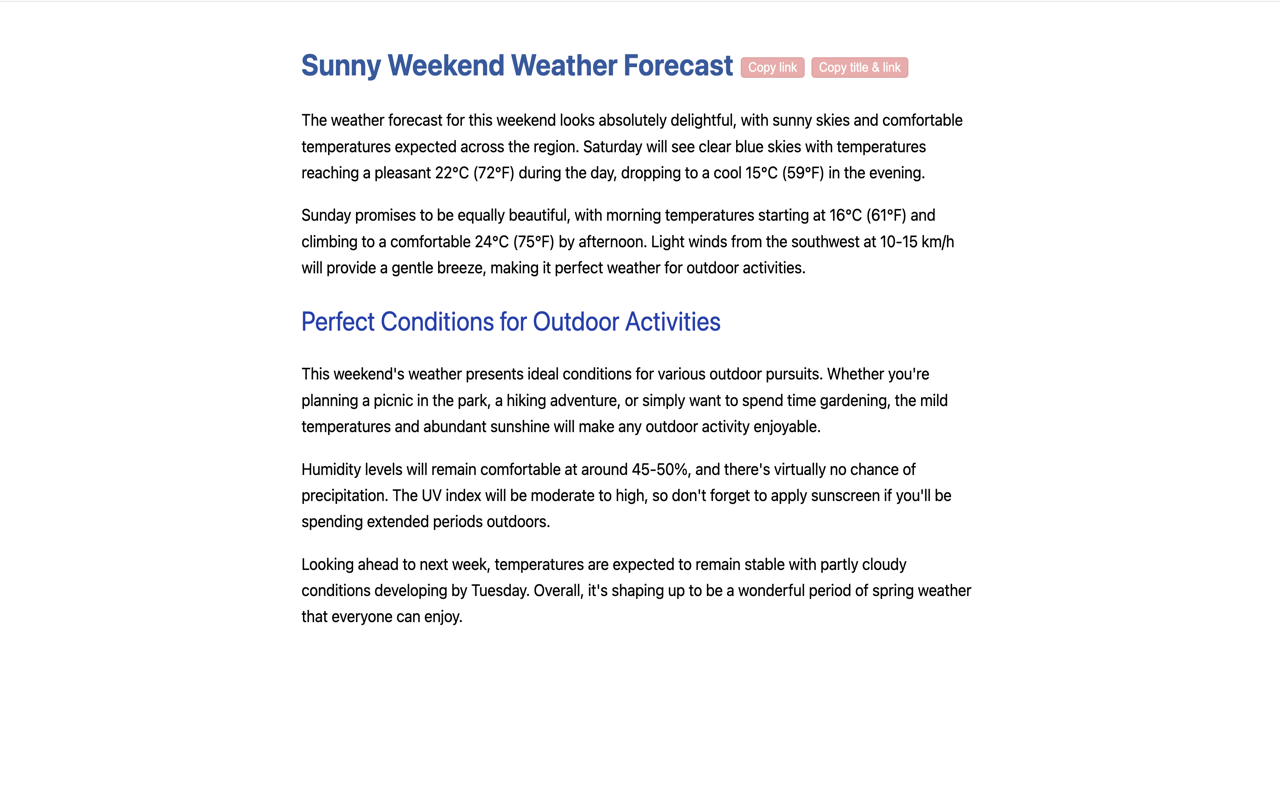 Sunny Weekend Weather Forecast Copy link Copy title & link
The weather forecast for this weekend looks absolutely delightful, with sunny skies and comfortable
temperatures expected across the region. Saturday will see clear blue skies with temperatures
reaching a pleasant 22°C (72°F) during the day, dropping to a cool 15°C (59°F) in the evening.
Sunday promises to be equally beautiful, with morning temperatures starting at 16°C (61°F) and
climbing to a comfortable 24°C (75°F) by afternoon. Light winds from the southwest at 10-15 km/h
will provide a gentle breeze, making it perfect weather for outdoor activities.
Perfect Conditions for Outdoor Activities
This weekend's weather presents ideal conditions for various outdoor pursuits. Whether you're
planning a picnic in the park, a hiking adventure, or simply want to spend time gardening, the mild
temperatures and abundant sunshine will make any outdoor activity enjoyable.
Humidity levels will remain comfortable at around 45-50%, and there's virtually no chance of
precipitation. The UV index will be moderate to high, so don't forget to apply sunscreen if you'll be
spending extended periods outdoors.
Looking ahead to next week, temperatures are expected to remain stable with partly cloudy
conditions developing by Tuesday. Overall, it's shaping up to be a wonderful period of spring weather
that everyone can enjoy.